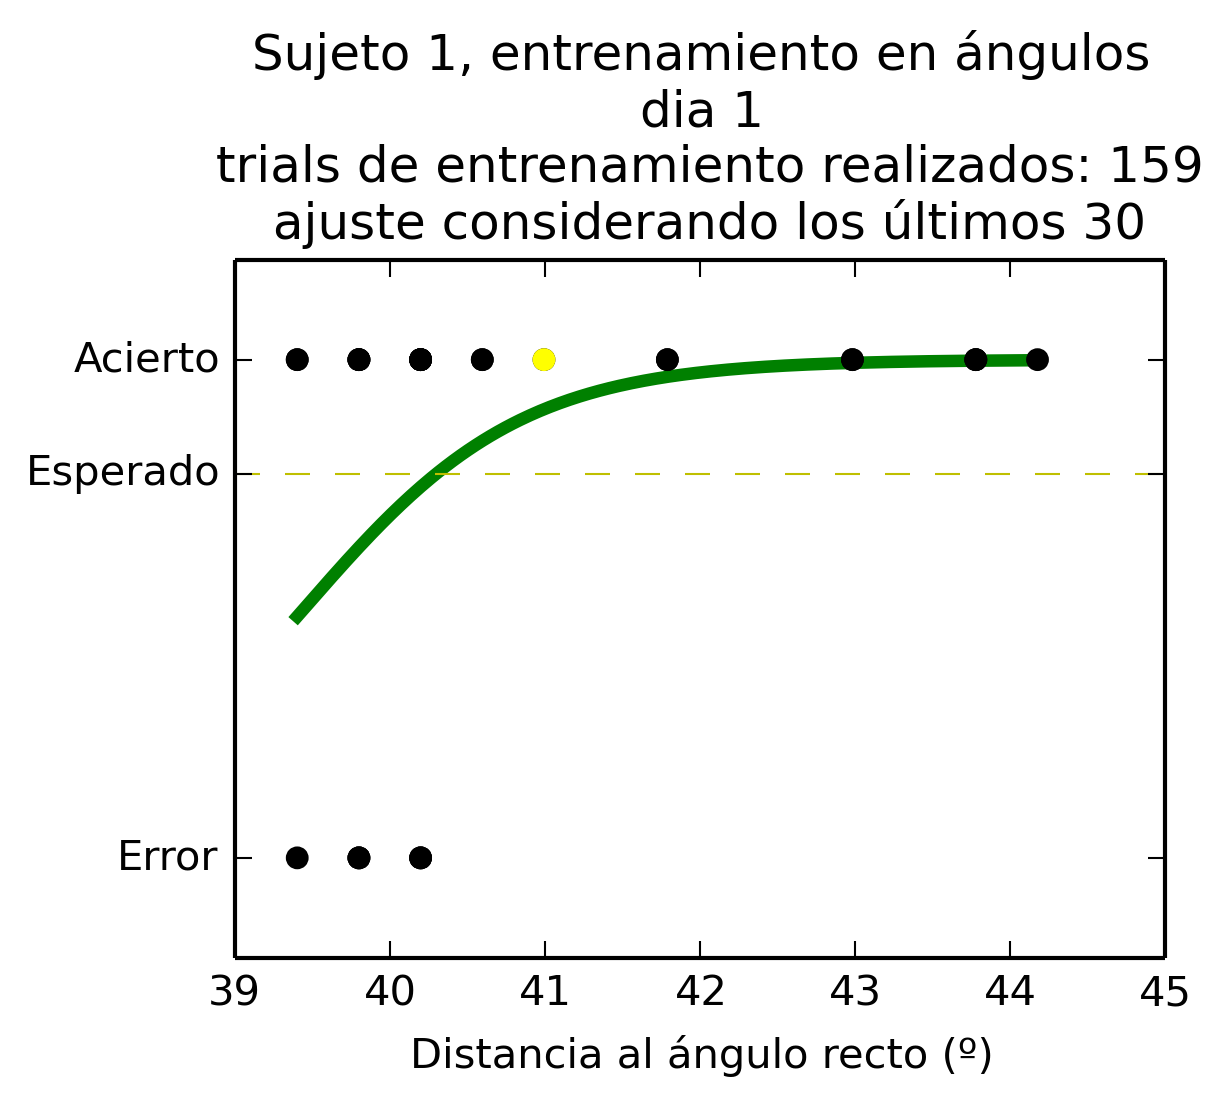 Sujeto 1, entrenamiento en ángulos
dia 1
trials de entrenamiento realizados: 159
ajuste considerando los últimos 30
Acierto
Esperado
Error
39 40 41 42 43 44 45
Distancia al ángulo recto (º)